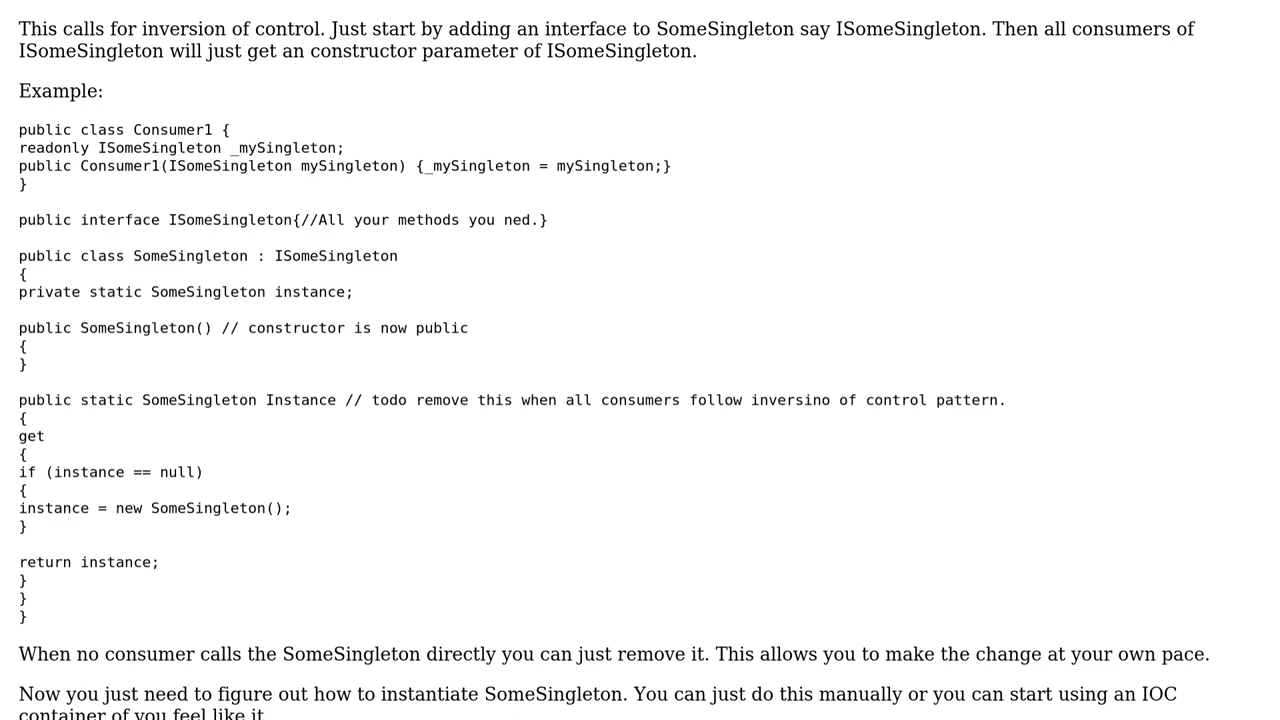 This calls for inversion of control. Just start by adding an interface to SomeSingleton say ISomeSingleton. Then all consumers of
ISomeSingleton will just get an constructor parameter of ISomeSingleton.
Example:
public class Consumer1 {
readonly ISomeSingleton _mySingleton;
public Consumer1(ISomeSingleton mySingleton) {_mySingleton = mySingleton;}
}
public interface ISomeSingleton{//All your methods you ned.}
public class SomeSingleton : ISomeSingleton
{
private static SomeSingleton instance;
public SomeSingleton() // constructor is now public
{
}
public static SomeSingleton Instance // todo remove this when all consumers follow inversino of control pattern.
{
get
{
if (instance == null)
{
instance = new SomeSingleton();
}
return instance;
}
}
}
When no consumer calls the SomeSingleton directly you can just remove it. This allows you to make the change at your own pace.
Now you just need to figure out how to instantiate SomeSingleton. You can just do this manually or you can start using an IOC
container of you feel like it